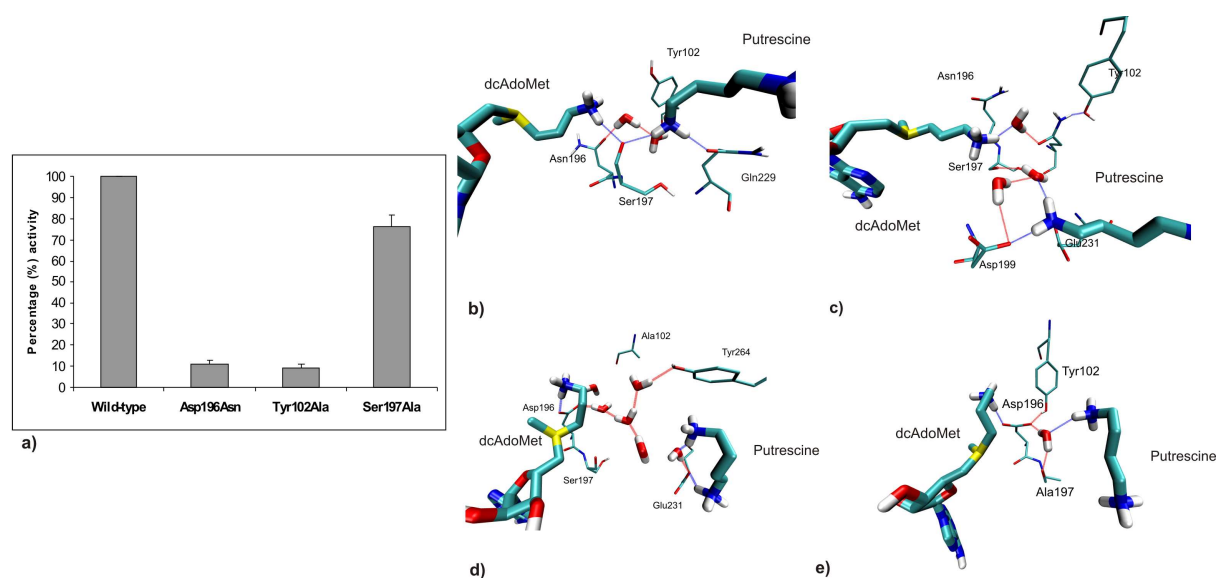 100
90
80
70
60
50
40
30
20
10
0
Percentage (%) activity
Wild-type
Asp196Asn
Tyr102Ala
Ser197Ala
a)
Tyr102
Putrescine
dcAdoMet
Asn196
Ser197
Gln229
b)
Tyr102
Asn196
Ser197
Putrescine
dcAdoMet
Glu231
Asp199
c)
Ala102
Tyr264
Asp196
dcAdoMet
Putrescine
Ser197
Glu231
d)
Tyr102
Asp196
dcAdoMet
Putrescine
Ala197
e)